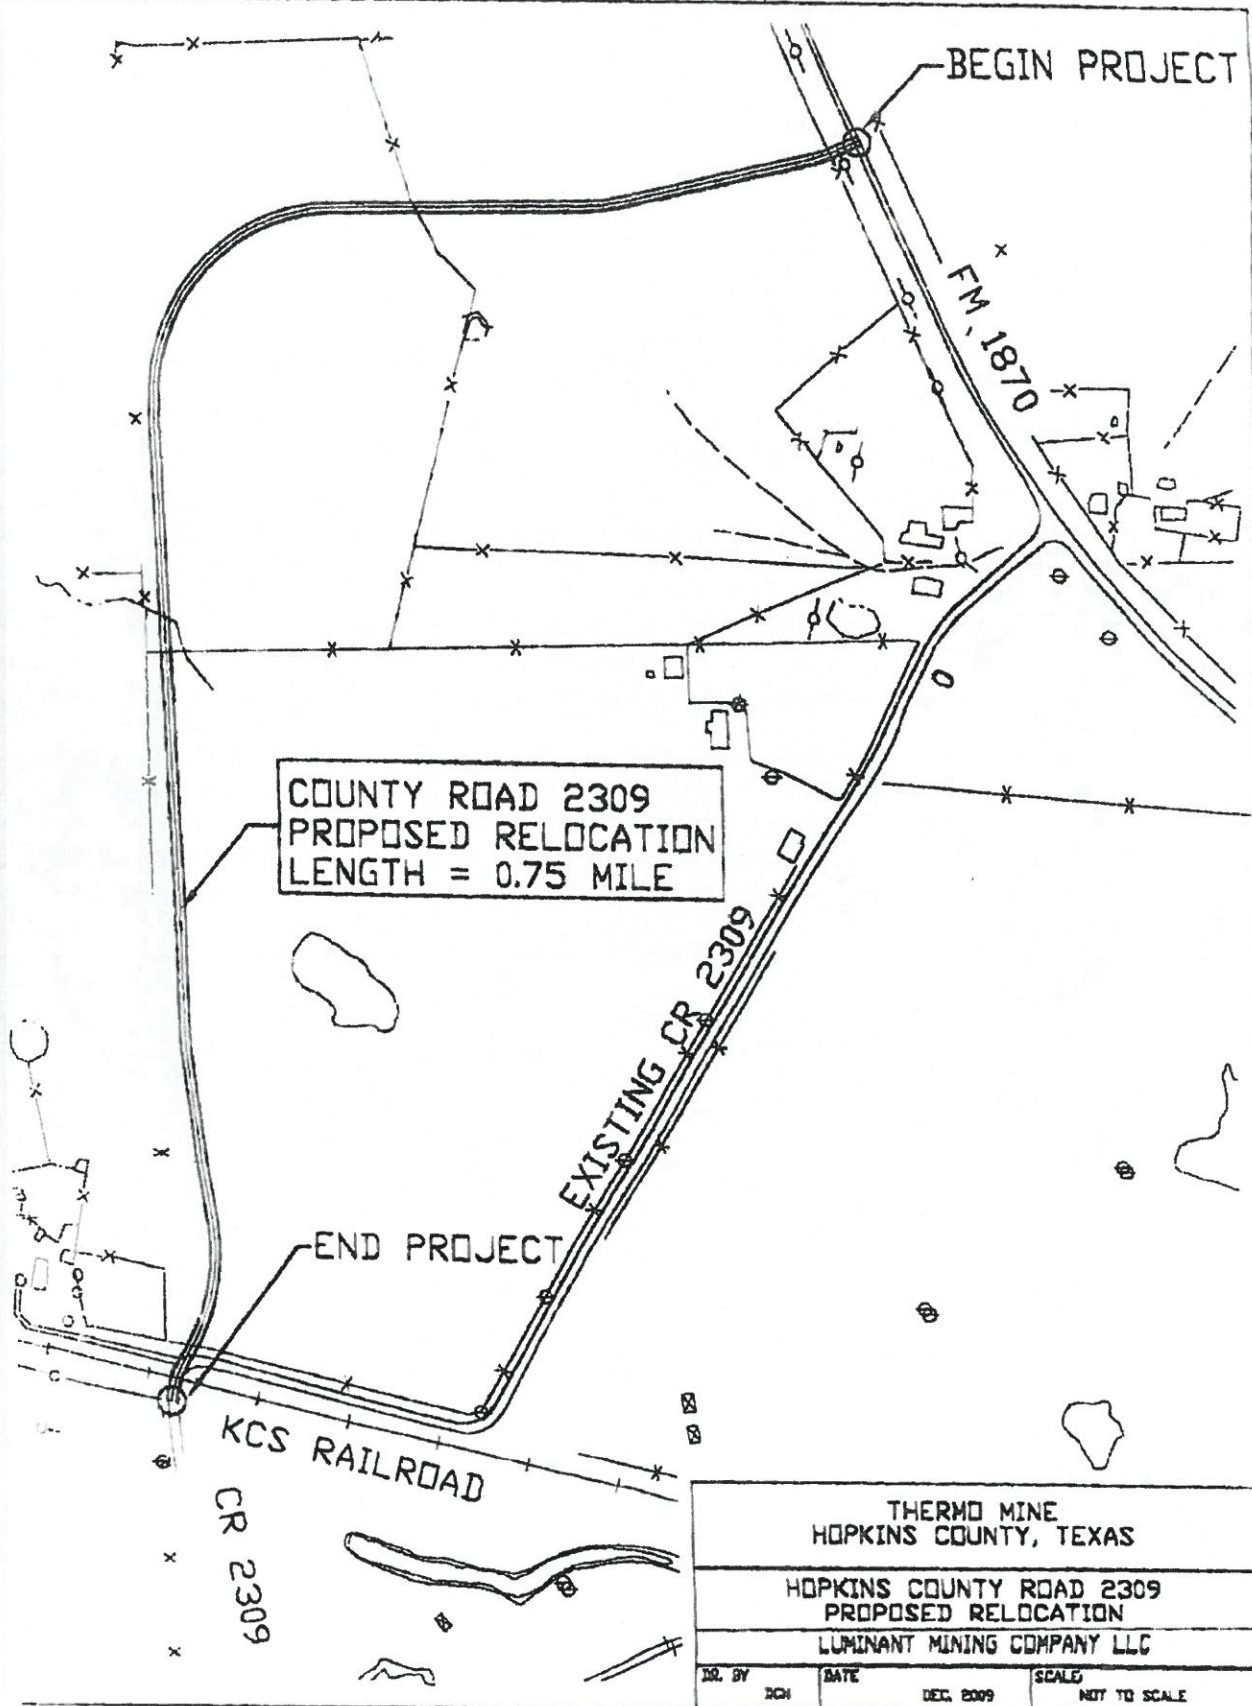 BEGIN PROJECT
FM 1870
COUNTY ROAD 2309
PROPOSED RELOCATION
LENGTH = 0.75 MILE
EXISTING CR 2309
END PROJECT
KCS RAILROAD
CR 2309
THERMO MINE
HOPKINS COUNTY, TEXAS
HOPKINS COUNTY ROAD 2309
PROPOSED RELOCATION
LUMINANT MINING COMPANY LLC
DR. BY
DATE
DEC. 2009
SCALE
NOT TO SCALE